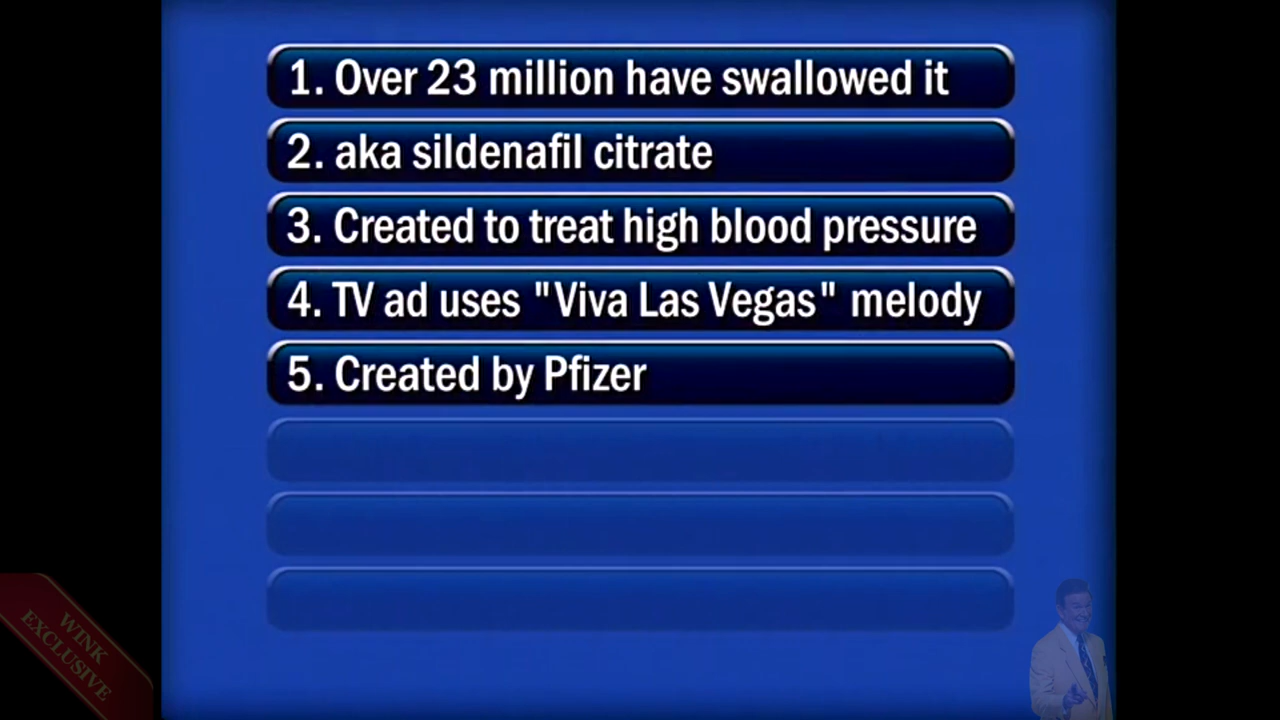 1. Over 23 million have swallowed it
2. aka sildenafil citrate
3. Created to treat high blood pressure
4. TV ad uses "Viva Las Vegas" melody
5. Created by Pfizer
WINK
EXCLUSIVE